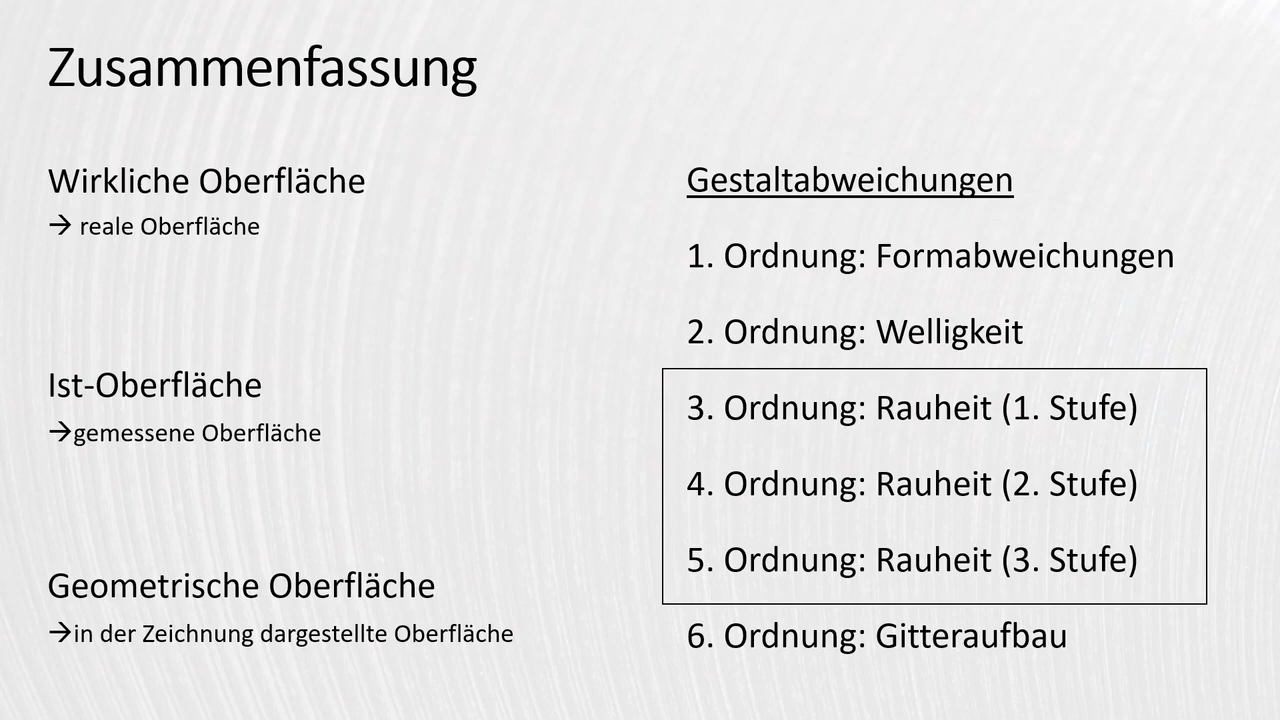 Zusammenfassung
Wirkliche Oberfläche
→ reale Oberfläche
Ist-Oberfläche
→gemessene Oberfläche
Geometrische Oberfläche
→in der Zeichnung dargestellte Oberfläche
Gestaltabweichungen
1. Ordnung: Formabweichungen
2. Ordnung: Welligkeit
3. Ordnung: Rauheit (1. Stufe)
4. Ordnung: Rauheit (2. Stufe)
5. Ordnung: Rauheit (3. Stufe)
6. Ordnung: Gitteraufbau